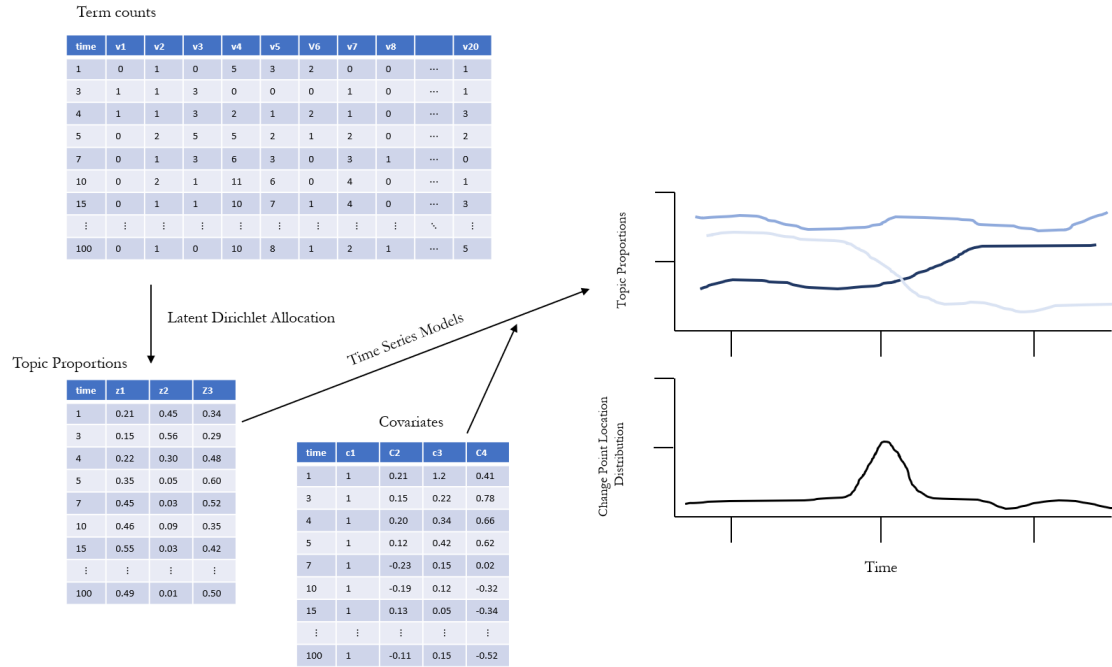 Term counts
time v1 v2 v3 v4 v5 V6 v7 v8 v20
1 0 1 0 5 3 2 0 0 ... 1
3 1 1 3 0 0 0 1 0 ... 1
4 1 1 3 2 1 2 1 0 ... 3
5 0 2 5 5 2 1 2 0 ... 2
7 0 1 3 6 3 0 3 1 ... 0
10 0 2 1 11 6 0 4 0 ... 1
15 0 1 1 10 7 1 4 0 ... 3
⋮ ⋮ ⋮ ⋮ ⋮ ⋮ ⋮ ⋮ ⋮ ⋱ ⋮
100 0 1 0 10 8 1 2 1 ... 5
Latent Dirichlet Allocation
Topic Proportions
time z1 z2 Z3
1 0.21 0.45 0.34
3 0.15 0.56 0.29
4 0.22 0.30 0.48
5 0.35 0.05 0.60
7 0.45 0.03 0.52
10 0.46 0.09 0.35
15 0.55 0.03 0.42
⋮ ⋮ ⋮ ⋮
100 0.49 0.01 0.50
Time Series Models
Covariates
time c1 C2 c3 C4
1 1 0.21 1.2 0.41
3 1 0.15 0.22 0.78
4 1 0.20 0.34 0.66
5 1 0.12 0.42 0.62
7 1 -0.23 0.15 0.02
10 1 -0.19 0.12 -0.32
15 1 0.13 0.05 -0.34
⋮ ⋮ ⋮ ⋮ ⋮
100 1 -0.11 0.15 -0.52
Topic Proportions
Change Point Location
Distribution
Time